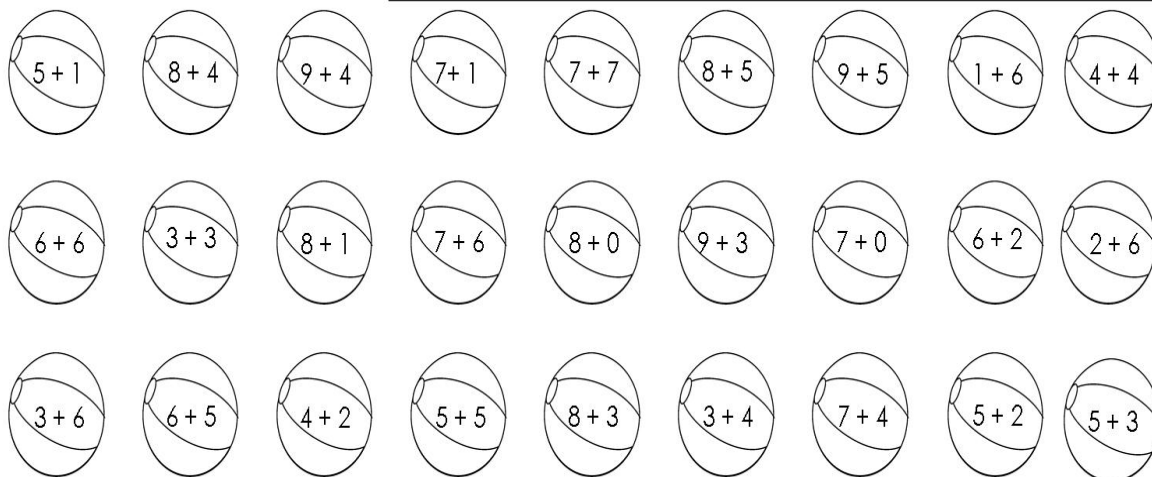 5 + 1 8 + 4 9 + 4 7+ 1 7 + 7 8 + 5 9 + 5 1 + 6 4 + 4
6 + 6 3 + 3 8 + 1 7 + 6 8 + 0 9 + 3 7 + 0 6 + 2 2 + 6
3 + 6 6 + 5 4 + 2 5 + 5 8 + 3 3 + 4 7 + 4 5 + 2 5 + 3